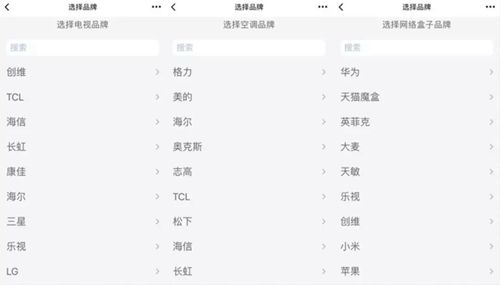 选择品牌
选择电视品牌
搜索
创维
TCL
海信
长虹
康佳
海尔
三星
乐视
LG
选择品牌
选择空调品牌
搜索
格力
美的
海尔
奥克斯
志高
TCL
松下
海信
长虹
选择品牌
选择网络盒子品牌
搜索
华为
天猫魔盒
英菲克
大麦
天敏
乐视
创维
小米
苹果